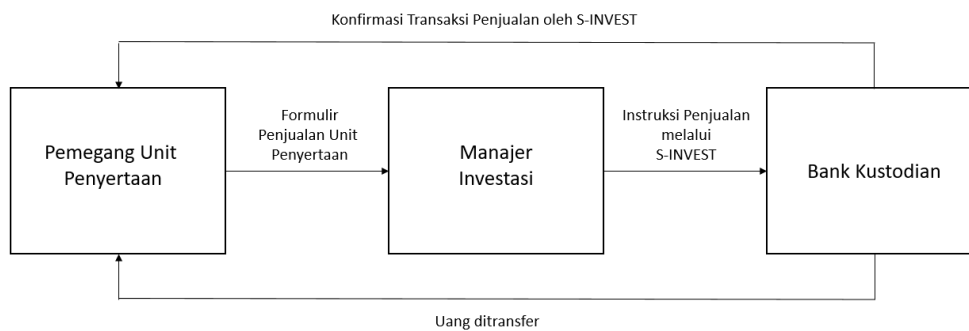 Konfirmasi Transaksi Penjualan oleh S-INVEST
Pemegang Unit
Penyertaan
Formulir
Penjualan Unit
Penyertaan
Manajer
Investasi
Instruksi Penjualan
melalui
S-INVEST
Bank Kustodian
Uang ditransfer